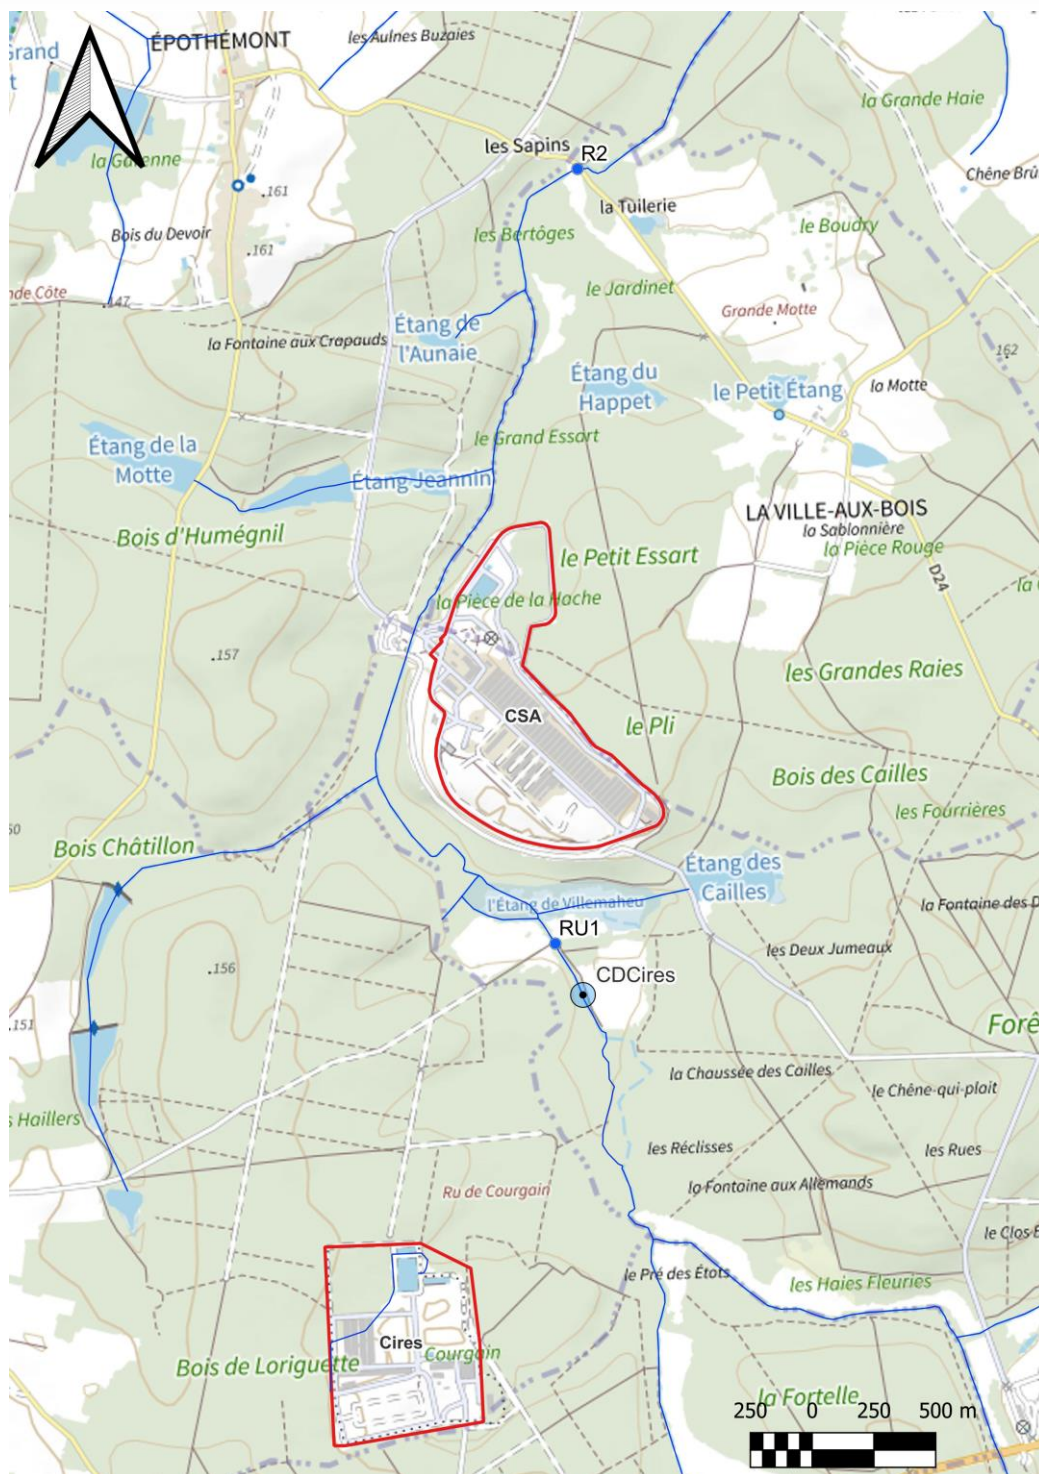 ÉPOTHÉMONT
les Aulnes Buzaies
Grand
la Grande Haie
la Garenne
les Sapins
R2
Chêne Brû
.161
la Tuilerie
Bois du Devoir
les Bertôges
le Boudry
.161
nde Côte
.147
le Jardinet
Grande Motte
la Fontaine aux Crapauds
Étang de
l'Aunaie
162
Étang du
Happet
le Petit Étang
la Motte
Étang de la
Motte
le Grand Essart
Étang Jeannin
LA VILLE-AUX-BOIS
la Sablonnière
Bois d'Humégnil
le Petit Essart
la Pièce Rouge
D24
la Pièce de la Hache
.157
les Grandes Raies
CSA
le Pli
Bois des Cailles
les Fourrières
Bois Châtillon
Étang des
Cailles
l'Étang de Villemaheu
la Fontaine des D
RU1
les Deux Jumeaux
.156
CDCires
.151
Forê
la Chaussée des Cailles
le Chêne-qui-plait
s Haillers
les Réclisses
les Rues
Ru de Courgain
la Fontaine aux Allemands
le Clos-E
le Pré des Étots
les Haies Fleuries
Cires
Courgain
Bois de Loriguette
la Fortelle
250 0 250 500 m